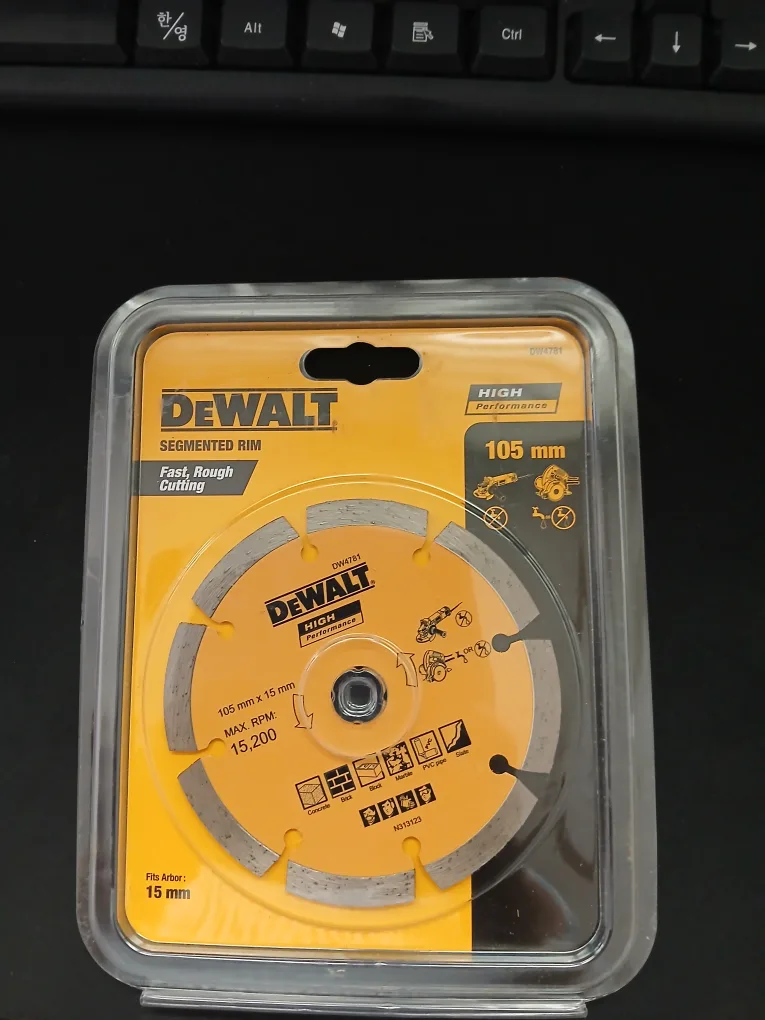 한/영
Alt
Ctrl
DW4781
DEWALT
HIGH
Performance
SEGMENTED RIM
105 mm
Fast, Rough
Cutting
DW4781
DEWALT
HIGH
Performance
OR
105 mm x 15 mm
MAX. RPM:
15,200
Concrete
Brick
Block
Marble
PVC pipe
Slate
N313123
Fits Arbor:
15 mm